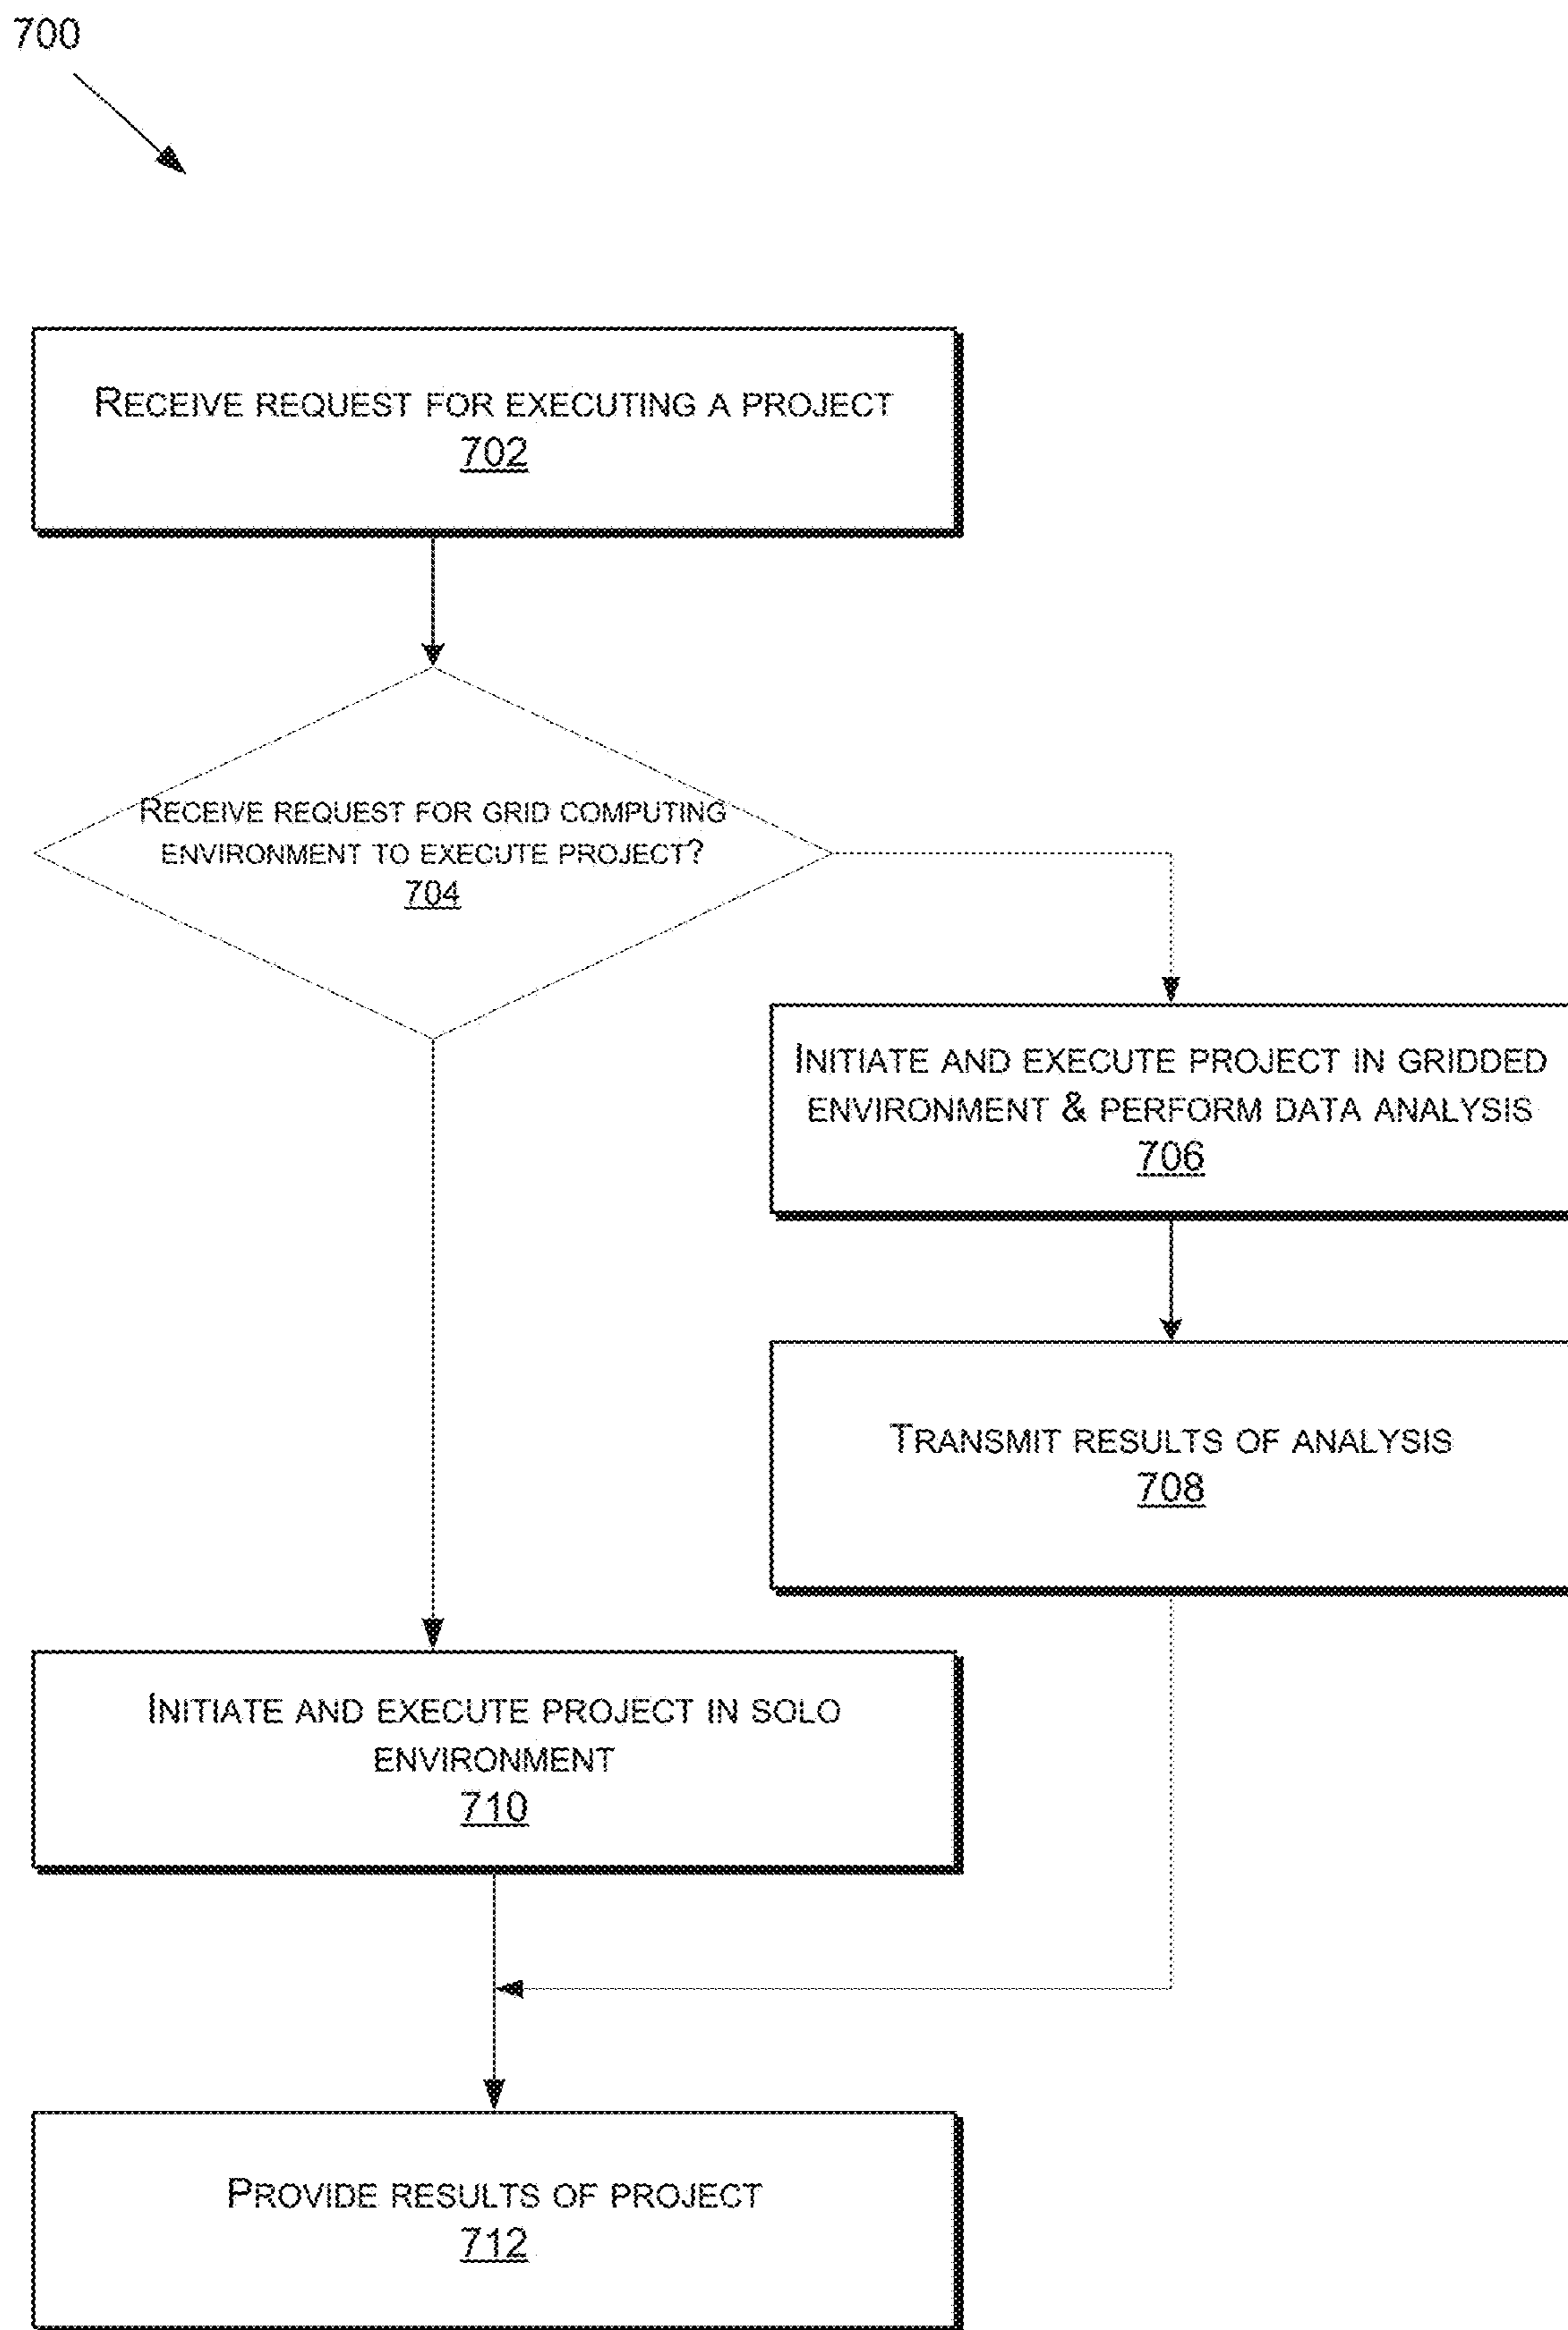 700
RECEIVE REQUEST FOR EXECUTING A PROJECT
702
RECEIVE REQUEST FOR GRID COMPUTING
ENVIRONMENT TO EXECUTE PROJECT?
704
INITIATE AND EXECUTE PROJECT IN GRIDDED
ENVIRONMENT & PERFORM DATA ANALYSIS
706
TRANSMIT RESULTS OF ANALYSIS
708
INITIATE AND EXECUTE PROJECT IN SOLO
ENVIRONMENT
710
PROVIDE RESULTS OF PROJECT
712